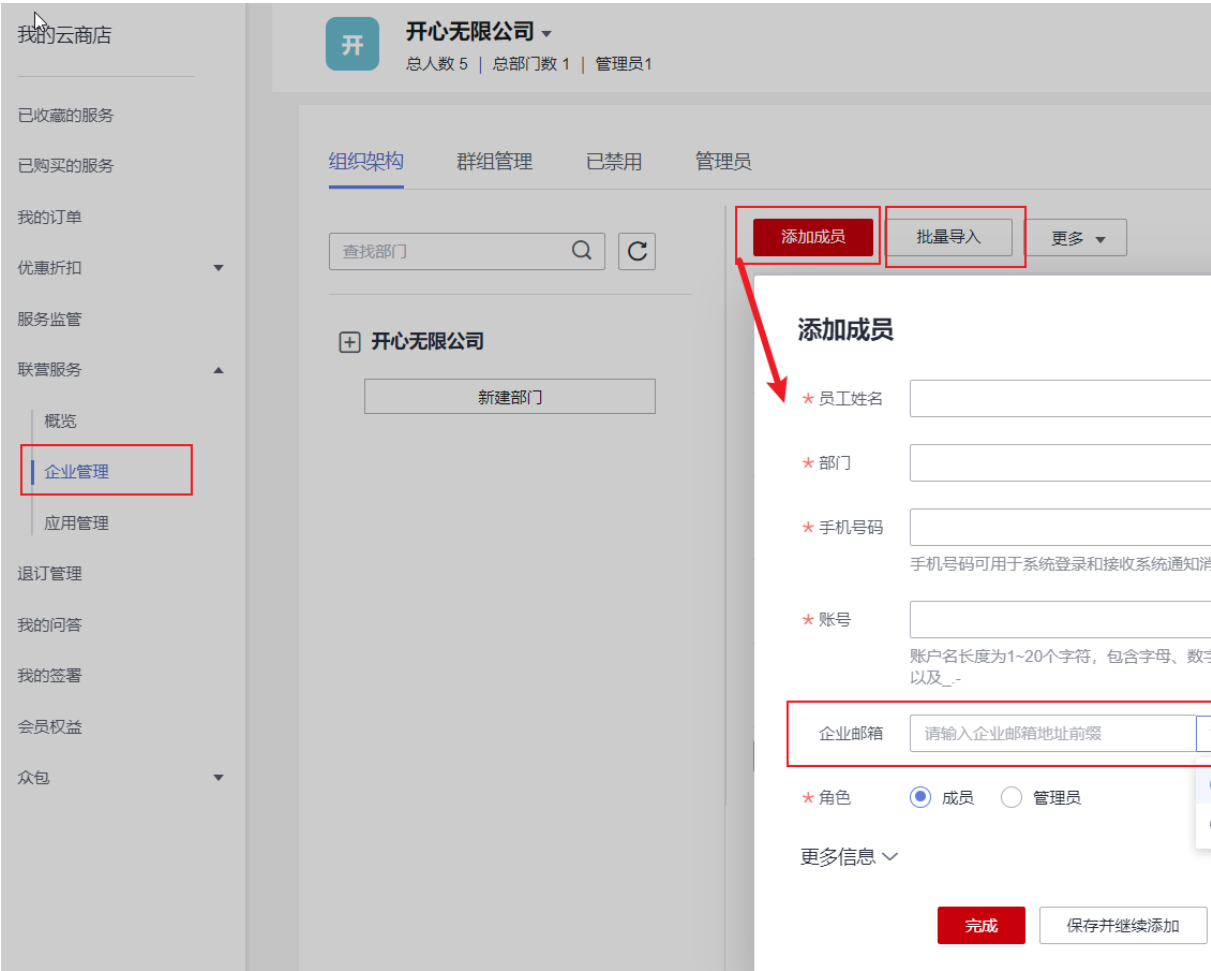 我的云商店
已收藏的服务
已购买的服务
我的订单
优惠折扣
服务监管
联营服务
概览
企业管理
应用管理
退订管理
我的问答
我的签署
会员权益
众包
开
开心无限公司
总人数 5 | 总部门数 1 | 管理员1
组织架构 群组管理 已禁用 管理员
查找部门
开心无限公司
新建部门
添加成员 批量导入 更多
添加成员
* 员工姓名
* 部门
* 手机号码
手机号码可用于系统登录和接收系统通知消
* 账号
账户名长度为1~20个字符，包含字母、数字
以及_.-
企业邮箱 请输入企业邮箱地址前缀
* 角色 成员 管理员
更多信息
完成 保存并继续添加